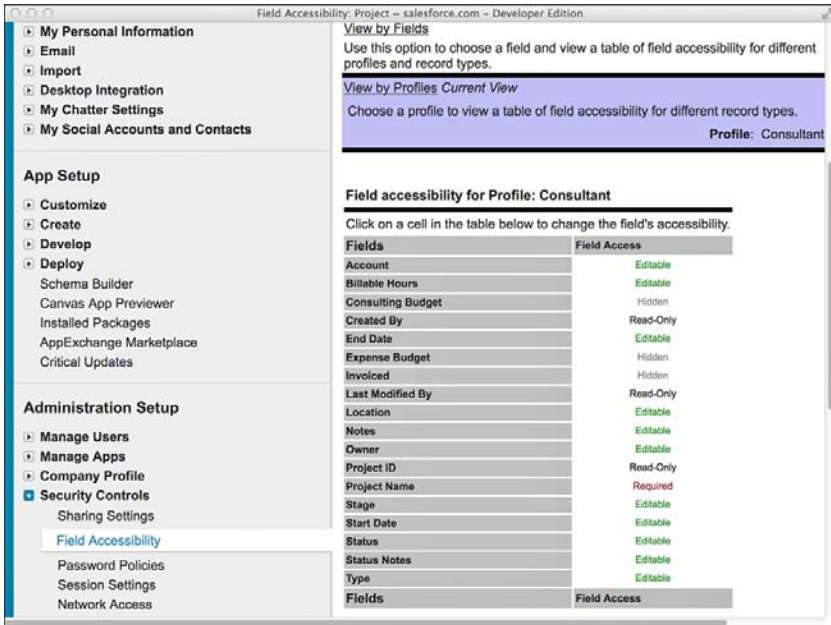 Field Accessibility: Project ~ salesforce.com – Developer Edition
My Personal Information
Email
Import
Desktop Integration
My Chatter Settings
My Social Accounts and Contacts
App Setup
Customize
Create
Develop
Deploy
Schema Builder
Canvas App Previewer
Installed Packages
AppExchange Marketplace
Critical Updates
Administration Setup
Manage Users
Manage Apps
Company Profile
Security Controls
Sharing Settings
Field Accessibility
Password Policies
Session Settings
Network Access
View by Fields
Use this option to choose a field and view a table of field accessibility for different
profiles and record types.
View by Profiles Current View
Choose a profile to view a table of field accessibility for different record types.
Profile: Consultant
Field accessibility for Profile: Consultant
Click on a cell in the table below to change the field's accessibility.
Fields Field Access
Account Editable
Billable Hours Editable
Consulting Budget Hidden
Created By Read-Only
End Date Editable
Expense Budget Hidden
Invoiced Hidden
Last Modified By Read-Only
Location Editable
Notes Editable
Owner Editable
Project ID Read-Only
Project Name Required
Stage Editable
Start Date Editable
Status Editable
Status Notes Editable
Type Editable
Fields Field Access